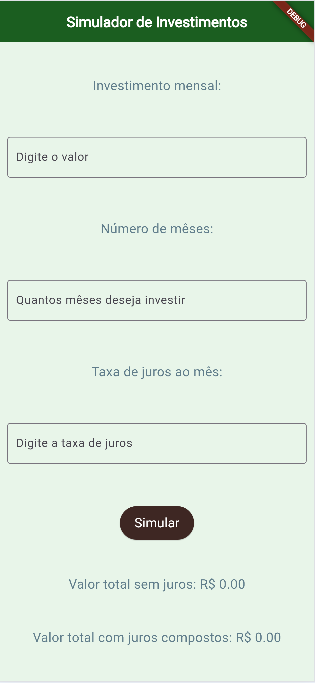 Simulador de Investimentos
DEBUG
Investimento mensal:
Digite o valor
Número de mêses:
Quantos mêses deseja investir
Taxa de juros ao mês:
Digite a taxa de juros
Simular
Valor total sem juros: R$ 0.00
Valor total com juros compostos: R$ 0.00